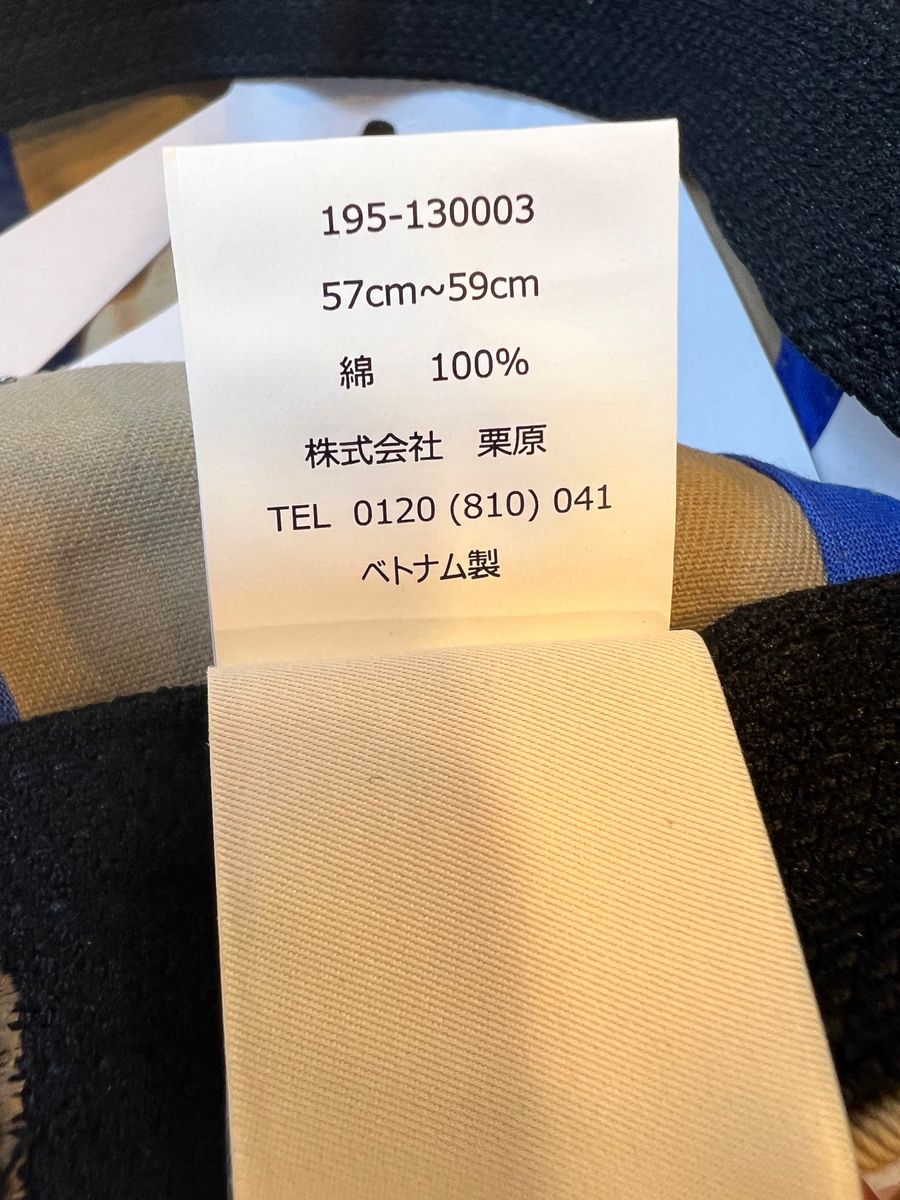 195-130003
57cm~59cm
綿 100%
株式会社 栗原
TEL 0120 (810) 041
ベトナム製